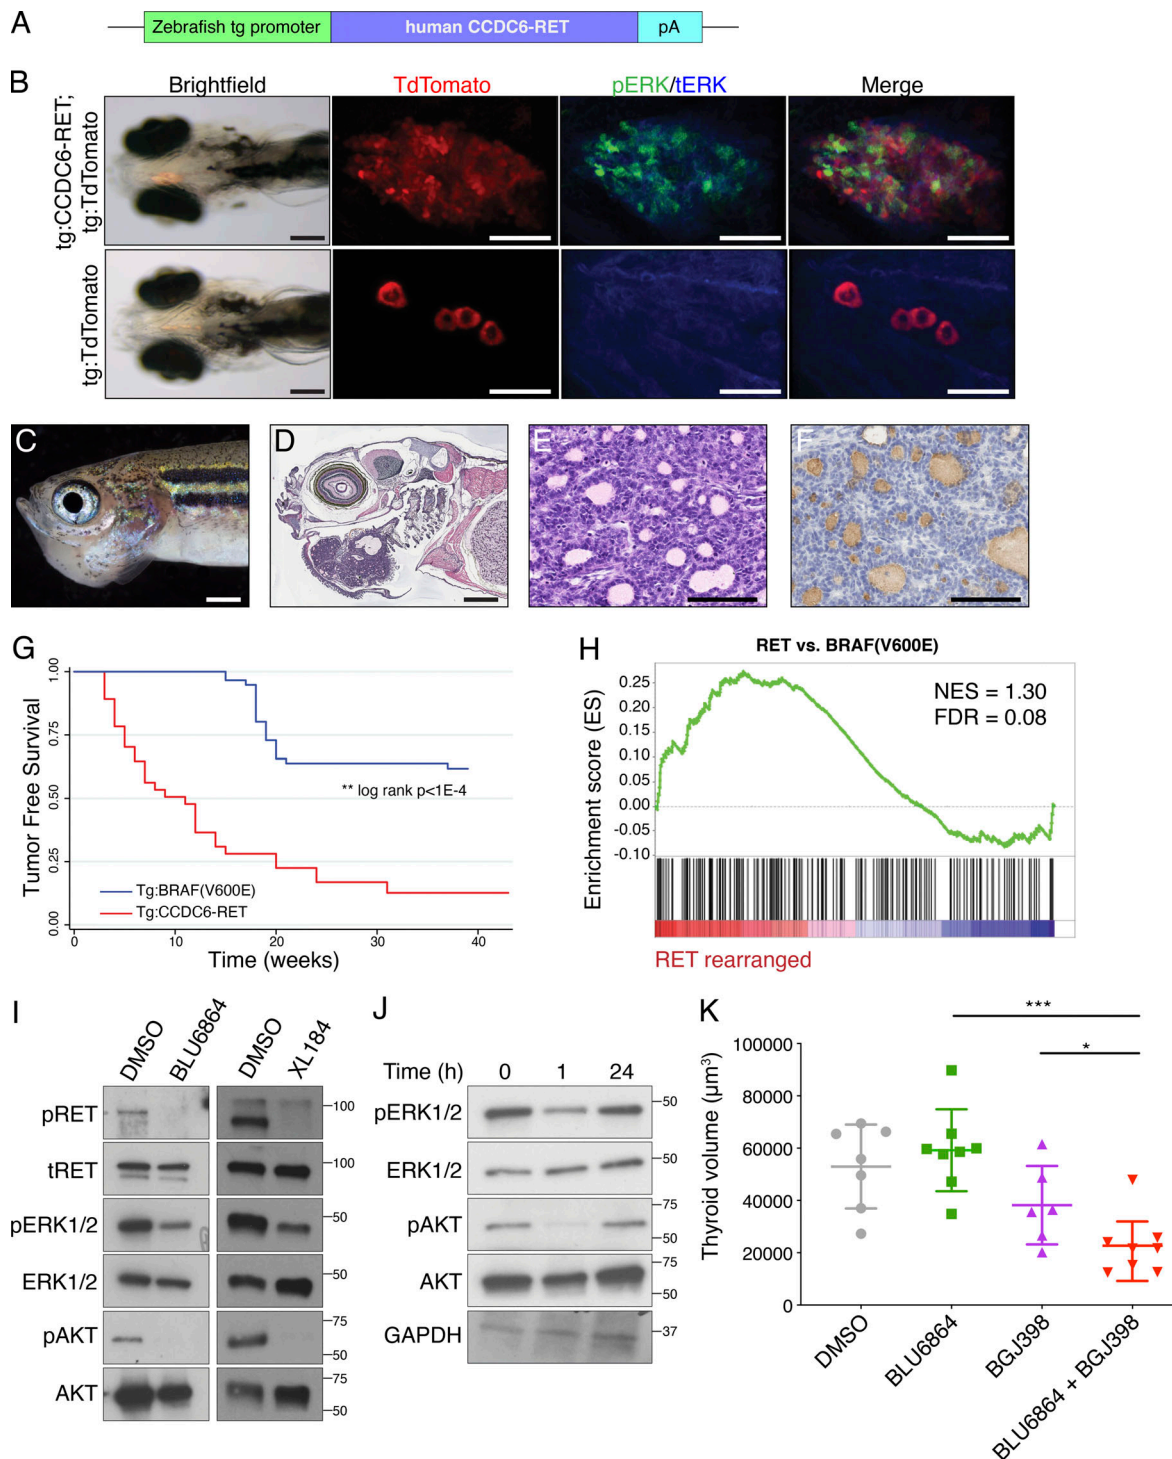 A
Zebrafish tg promoter
human CCDC6-RET
pA
B
Brightfield
TdTomato
pERK/tERK
Merge
tg:CCDC6-RET;
tg:TdTomato
tg:TdTomato
C
D
E
F
G
Tumor Free Survival
1.00
0.75
0.50
0.25
0.00
** log rank p<1E-4
Tg:BRAF(V600E)
Tg:CCDC6-RET
0
10
20
30
40
Time (weeks)
H
RET vs. BRAF(V600E)
Enrichment score (ES)
0.25
0.20
0.15
0.10
0.05
0.00
-0.05
-0.10
NES = 1.30
FDR = 0.08
RET rearranged
I
DMSO
BLU6864
DMSO
XL184
pRET
100
tRET
100
pERK1/2
50
ERK1/2
50
pAKT
75
50
AKT
75
50
J
Time (h)
0
1
24
pERK1/2
50
ERK1/2
50
pAKT
75
50
AKT
75
50
GAPDH
37
K
***
*
Thyroid volume (µm³)
100000
80000
60000
40000
20000
0
DMSO
BLU6864
BGJ398
BLU6864 + BGJ398